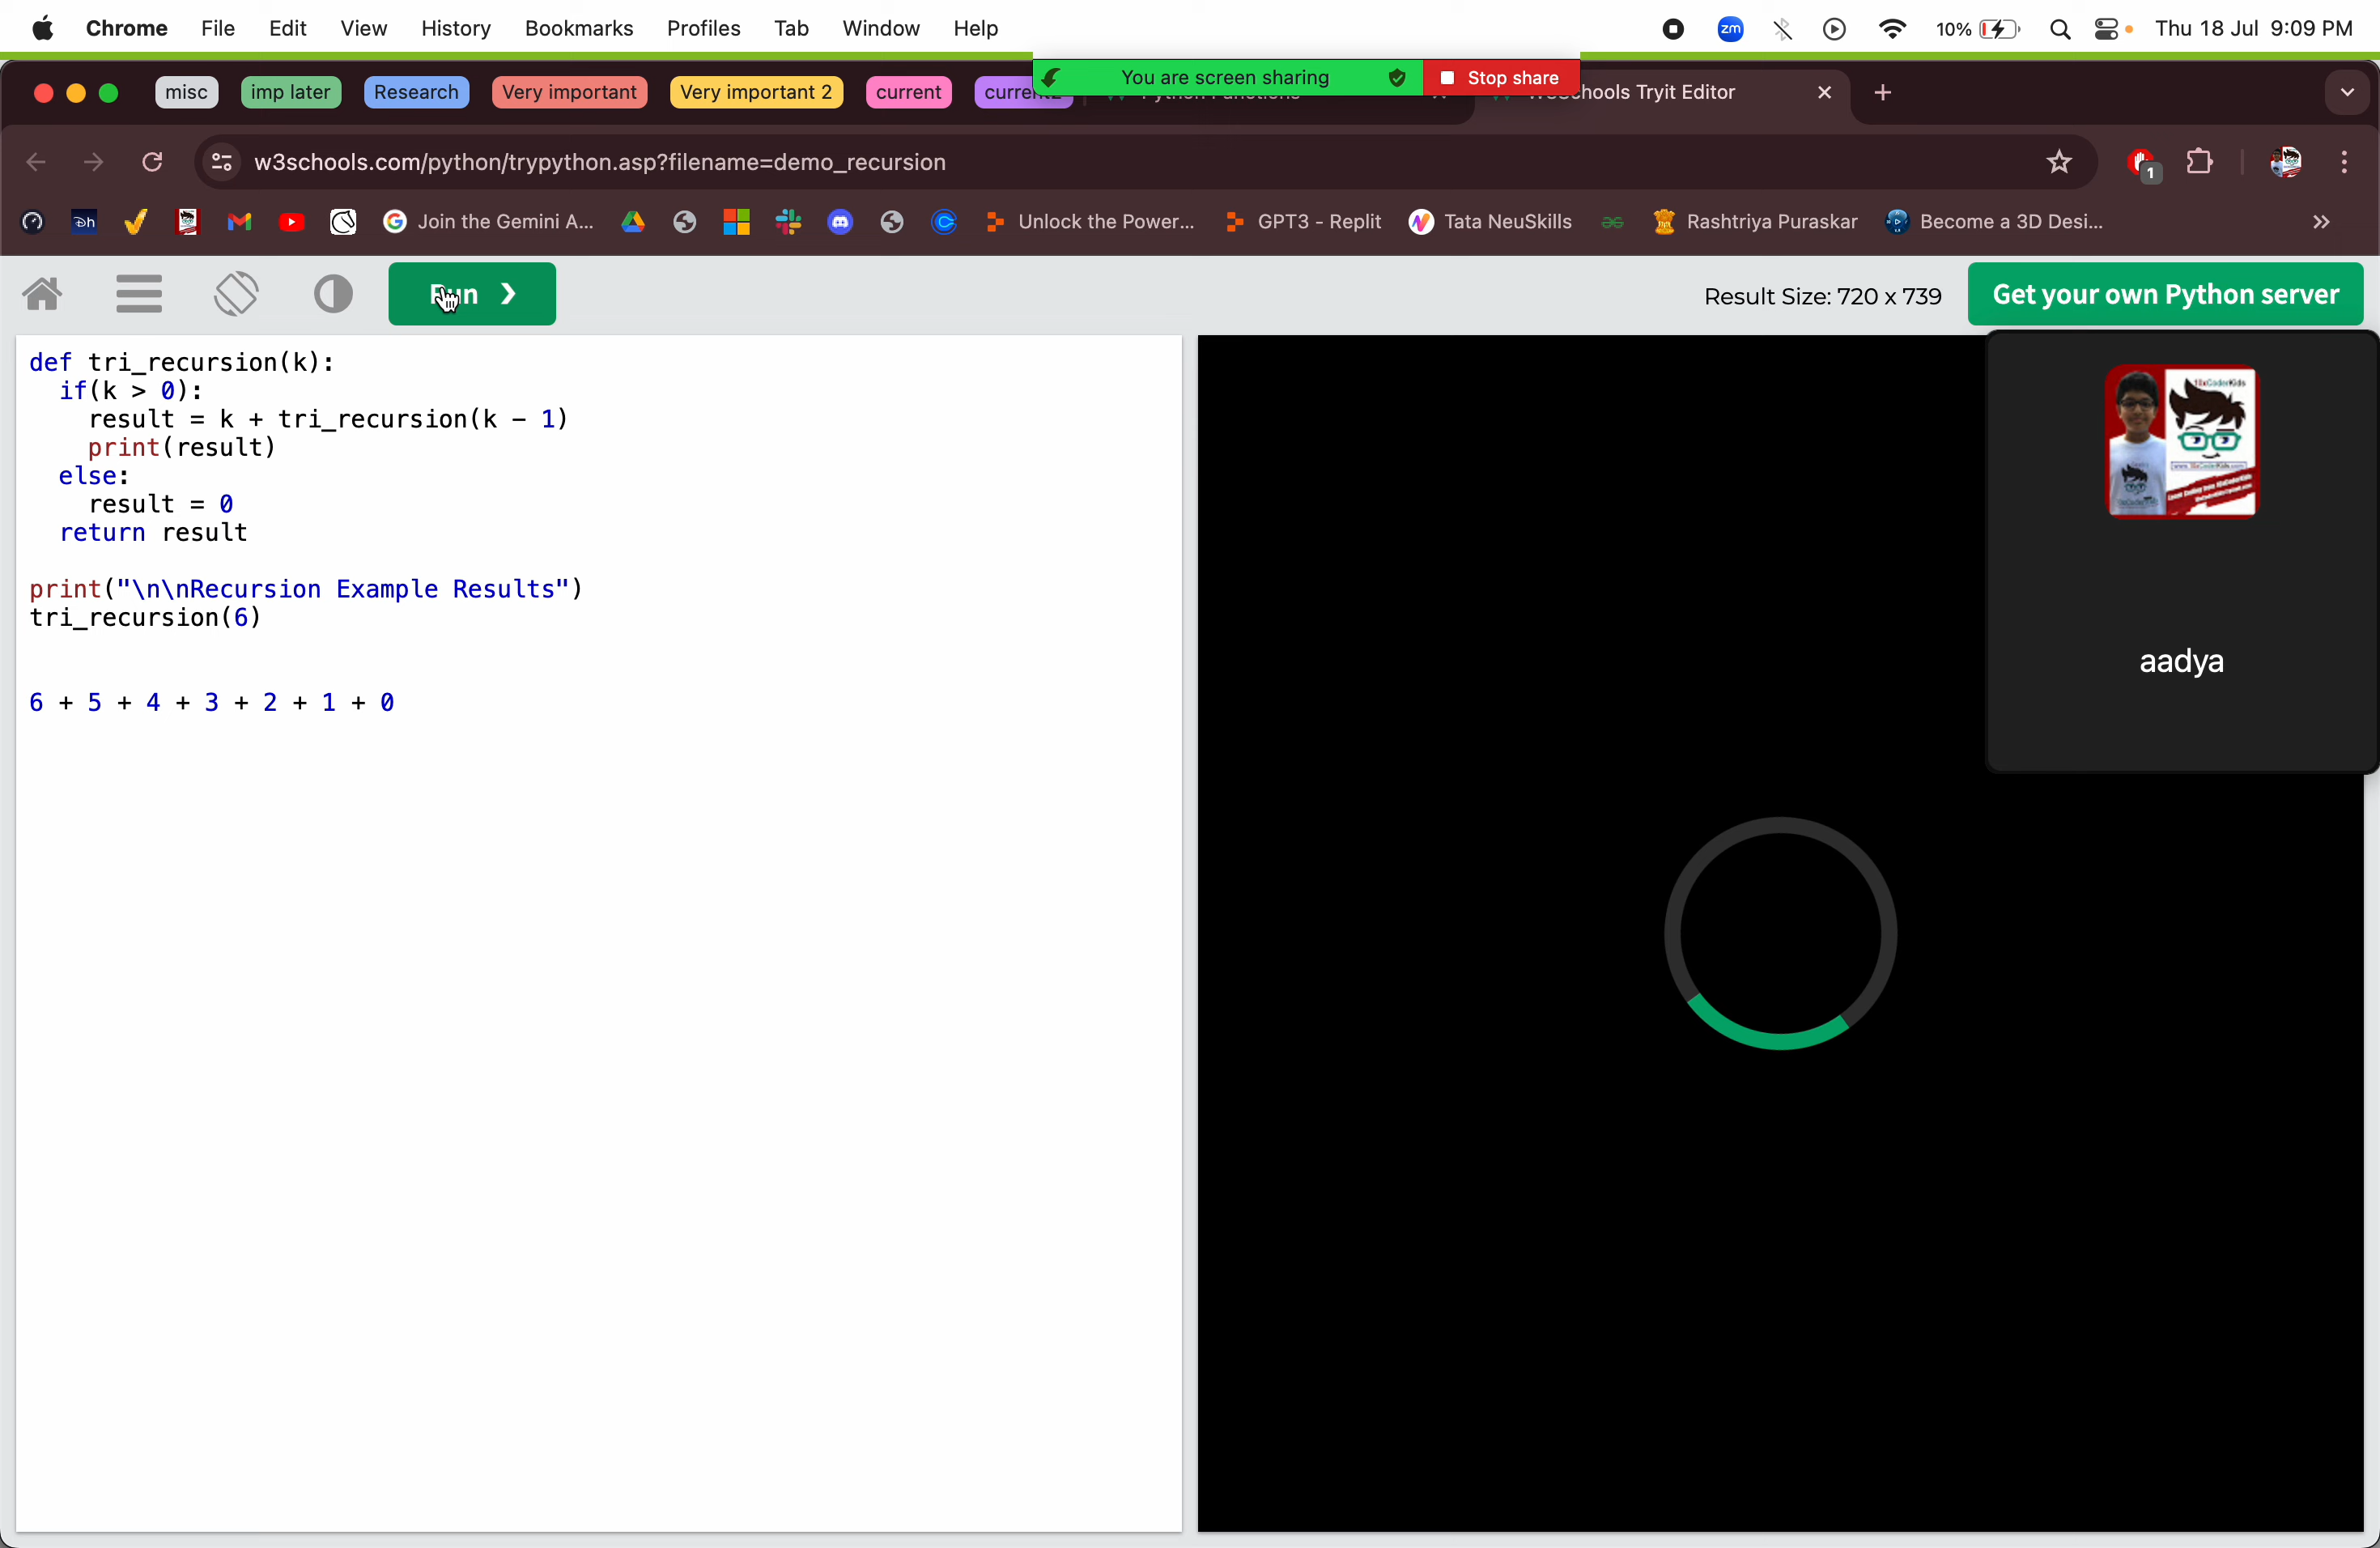 Chrome File Edit View History Bookmarks Profiles Tab Window Help
zm 10% Thu 18 Jul 9:09 PM
You are screen sharing Stop share
misc imp later Research Very important Very important 2 current
Tryit Editor
w3schools.com/python/trypython.asp?filename=demo_recursion
1
Join the Gemini A... Unlock the Power... GPT3 - Replit Tata NeuSkills Rashtriya Puraskar Become a 3D Desi...
Run ❯
Result Size: 720 x 739 Get your own Python server
def tri_recursion(k):
if(k > 0):
result = k + tri_recursion(k - 1)
print(result)
else:
result = 0
return result
print("\n\nRecursion Example Results")
tri_recursion(6)
6 + 5 + 4 + 3 + 2 + 1 + 0
aadya